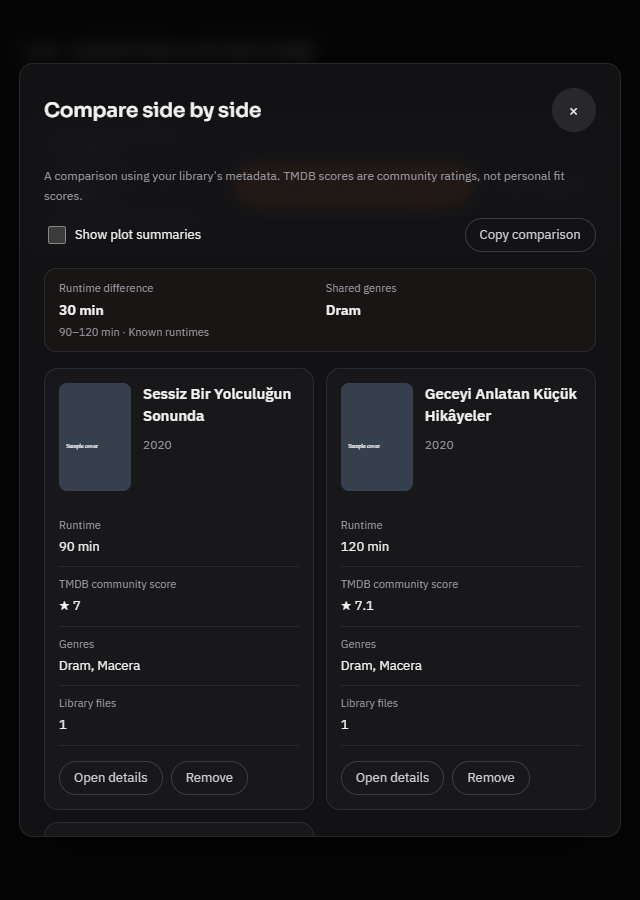 Compare side by side
×
A comparison using your library's metadata. TMDB scores are community ratings, not personal fit
scores.
Show plot summaries
Copy comparison
Runtime difference
Shared genres
30 min
Dram
90–120 min · Known runtimes
Sessiz Bir Yolculuğun
Sonunda
2020
Sample cover
Runtime
90 min
TMDB community score
★ 7
Genres
Dram, Macera
Library files
1
Open details
Remove
Geceyi Anlatan Küçük
Hikâyeler
2020
Sample cover
Runtime
120 min
TMDB community score
★ 7.1
Genres
Dram, Macera
Library files
1
Open details
Remove